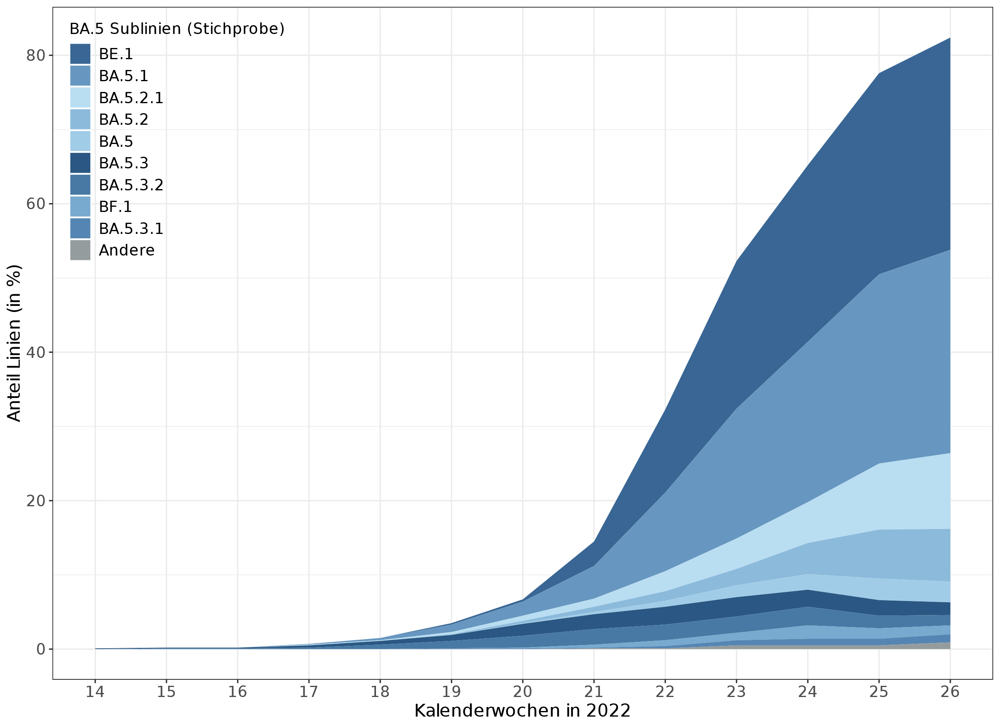 BA.5 Sublinien (Stichprobe)
BE.1
BA.5.1
BA.5.2.1
BA.5.2
BA.5
BA.5.3
BA.5.3.2
BF.1
BA.5.3.1
Andere
Anteil Linien (in %)
80
60
40
20
0
14 15 16 17 18 19 20 21 22 23 24 25 26
Kalenderwochen in 2022